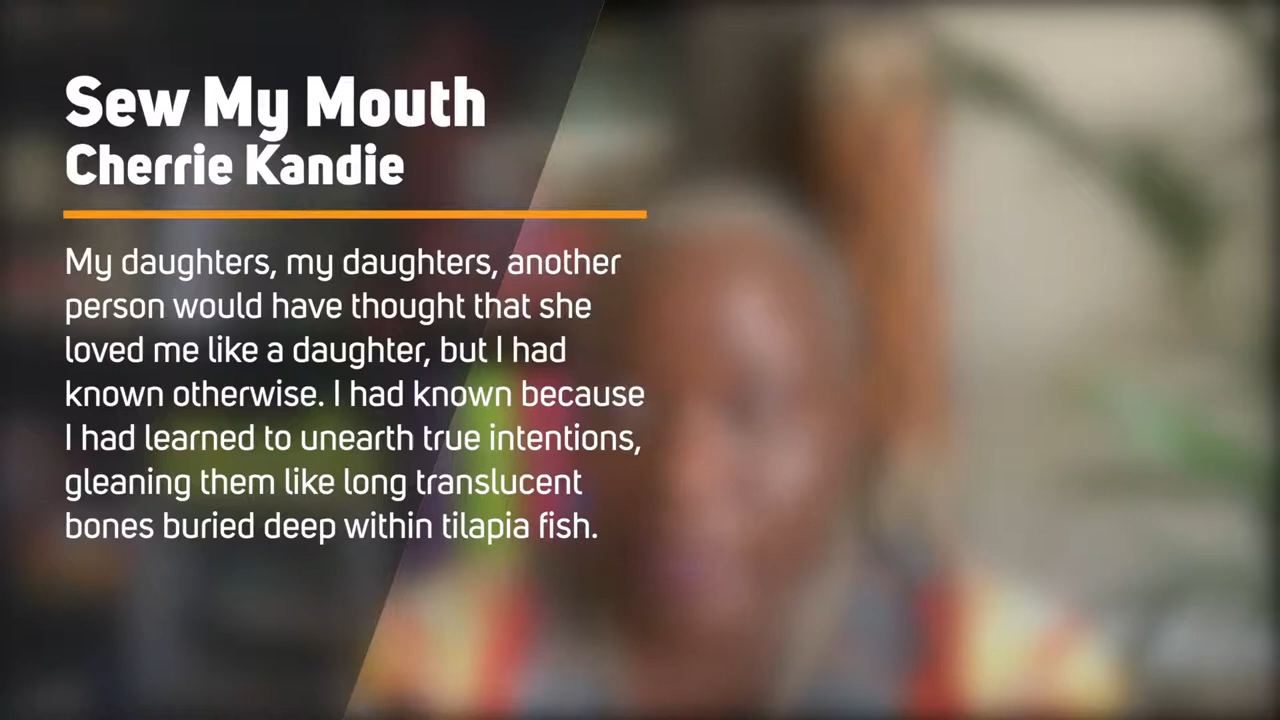 Sew My Mouth
Cherrie Kandie
My daughters, my daughters, another
person would have thought that she
loved me like a daughter, but I had
known otherwise. I had known because
I had learned to unearth true intentions,
gleaning them like long translucent
bones buried deep within tilapia fish.